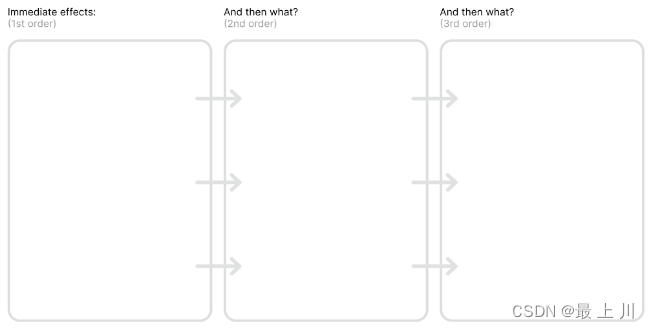 Immediate effects:
(1st order)
And then what?
(2nd order)
And then what?
(3rd order)
CSDN @最 上 川